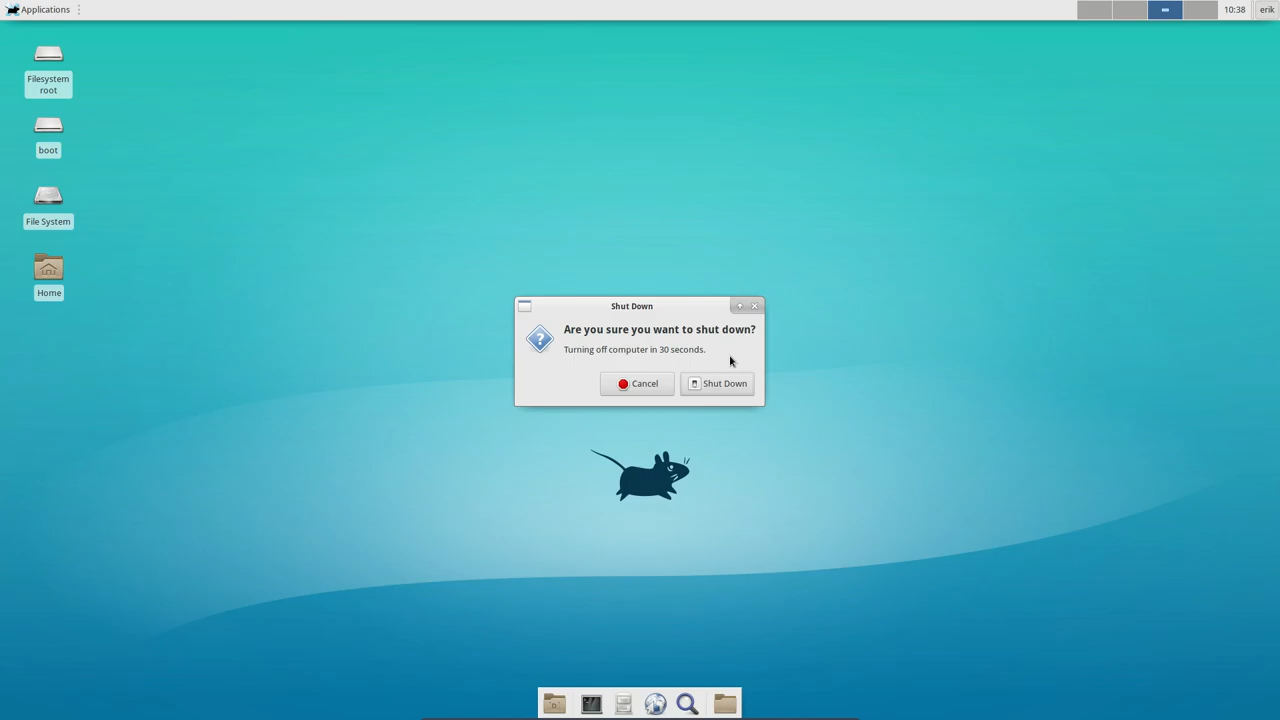 Applications
10:38
erik
Filesystem
root
boot
File System
Home
Shut Down
Are you sure you want to shut down?
Turning off computer in 30 seconds.
Cancel
Shut Down